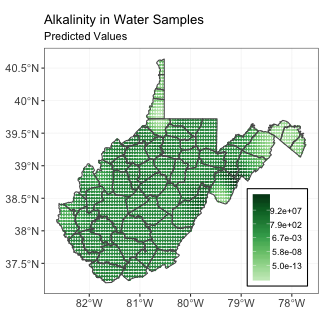 Alkalinity in Water Samples
Predicted Values
40.5°N
40°N
39.5°N
39°N
38.5°N
38°N
37.5°N
9.2e+07
7.9e+02
6.7e-03
5.8e-08
5.0e-13
82°W 81°W 80°W 79°W 78°W